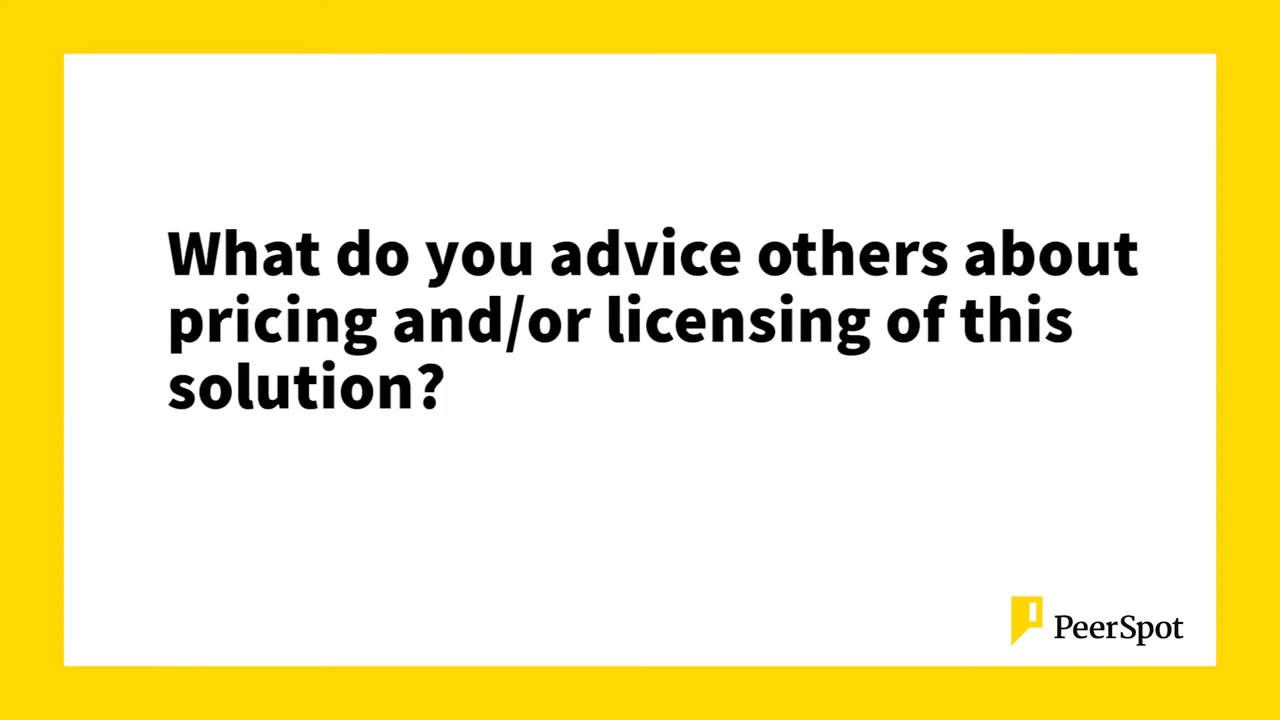 What do you advice others about
pricing and/or licensing of this
solution?
PeerSpot